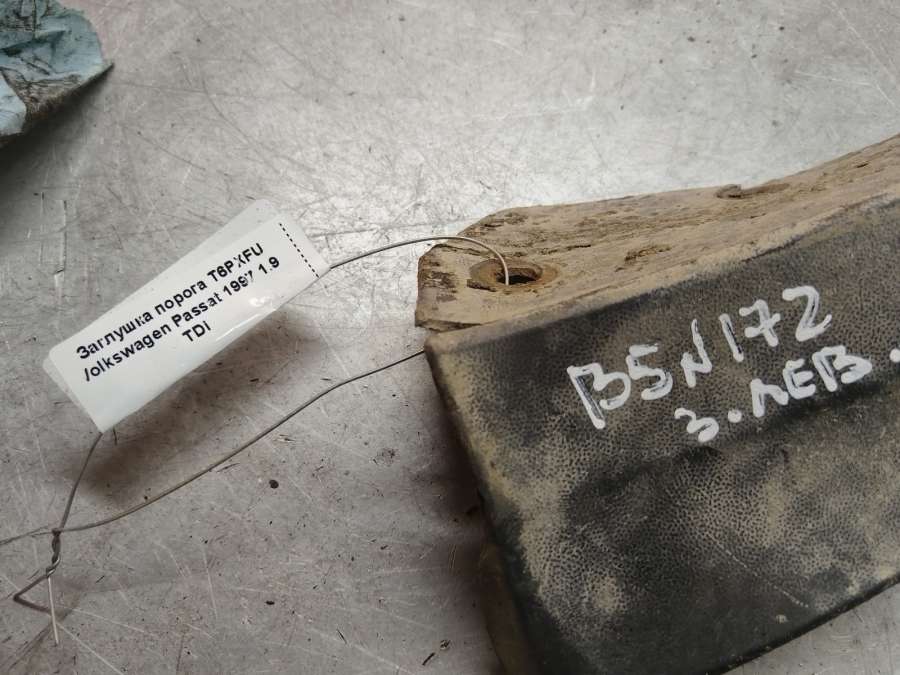 Заглушка порога T6PXFU
/olkswagen Passat 1997 1.9
TDi
B5N172
З.ЛЕВ.